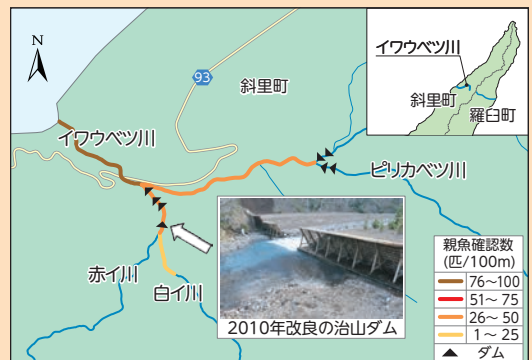 N
93
斜里町
イワウベツ川
斜里町
羅臼町
イワウベツ川
ピリカベツ川
赤イ川
白イ川
2010年改良の治山ダム
親魚確認数
(匹/100m)
76~100
51~75
26~50
1~25
ダム